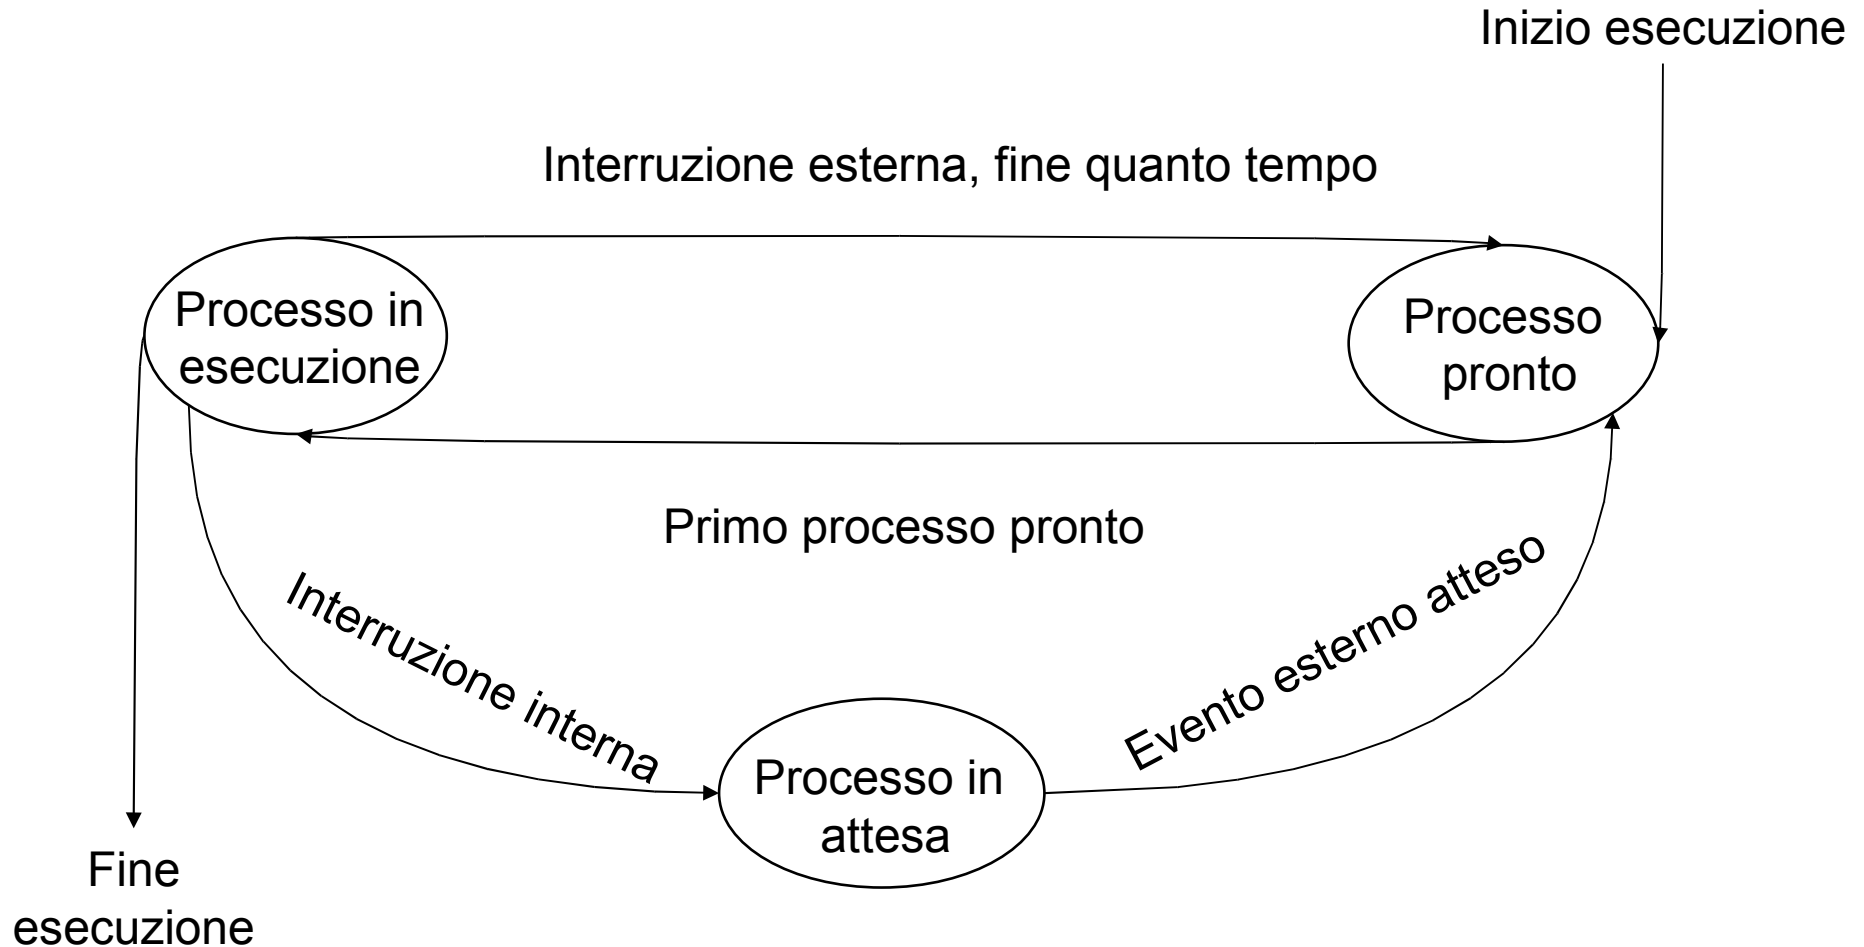 Inizio esecuzione
Interruzione esterna, fine quanto tempo
Processo in
esecuzione
Processo
pronto
Primo processo pronto
Interruzione interna
Evento esterno atteso
Processo in
attesa
Fine
esecuzione